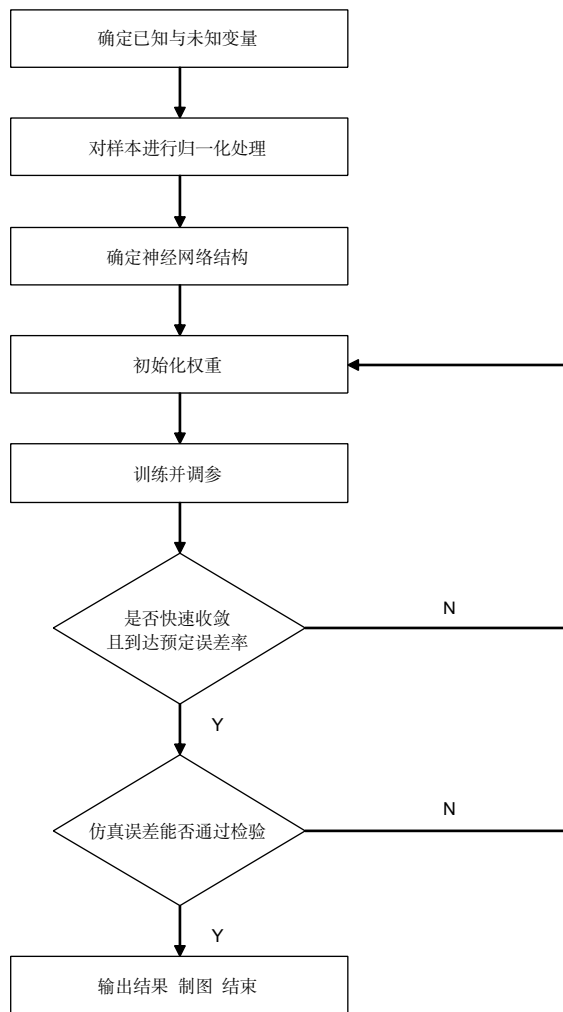 确定已知与未知变量
对样本进行归一化处理
确定神经网络结构
初始化权重
训练并调参
是否快速收敛
且到达预定误差率
N
Y
仿真误差能否通过检验
N
Y
输出结果 制图 结束